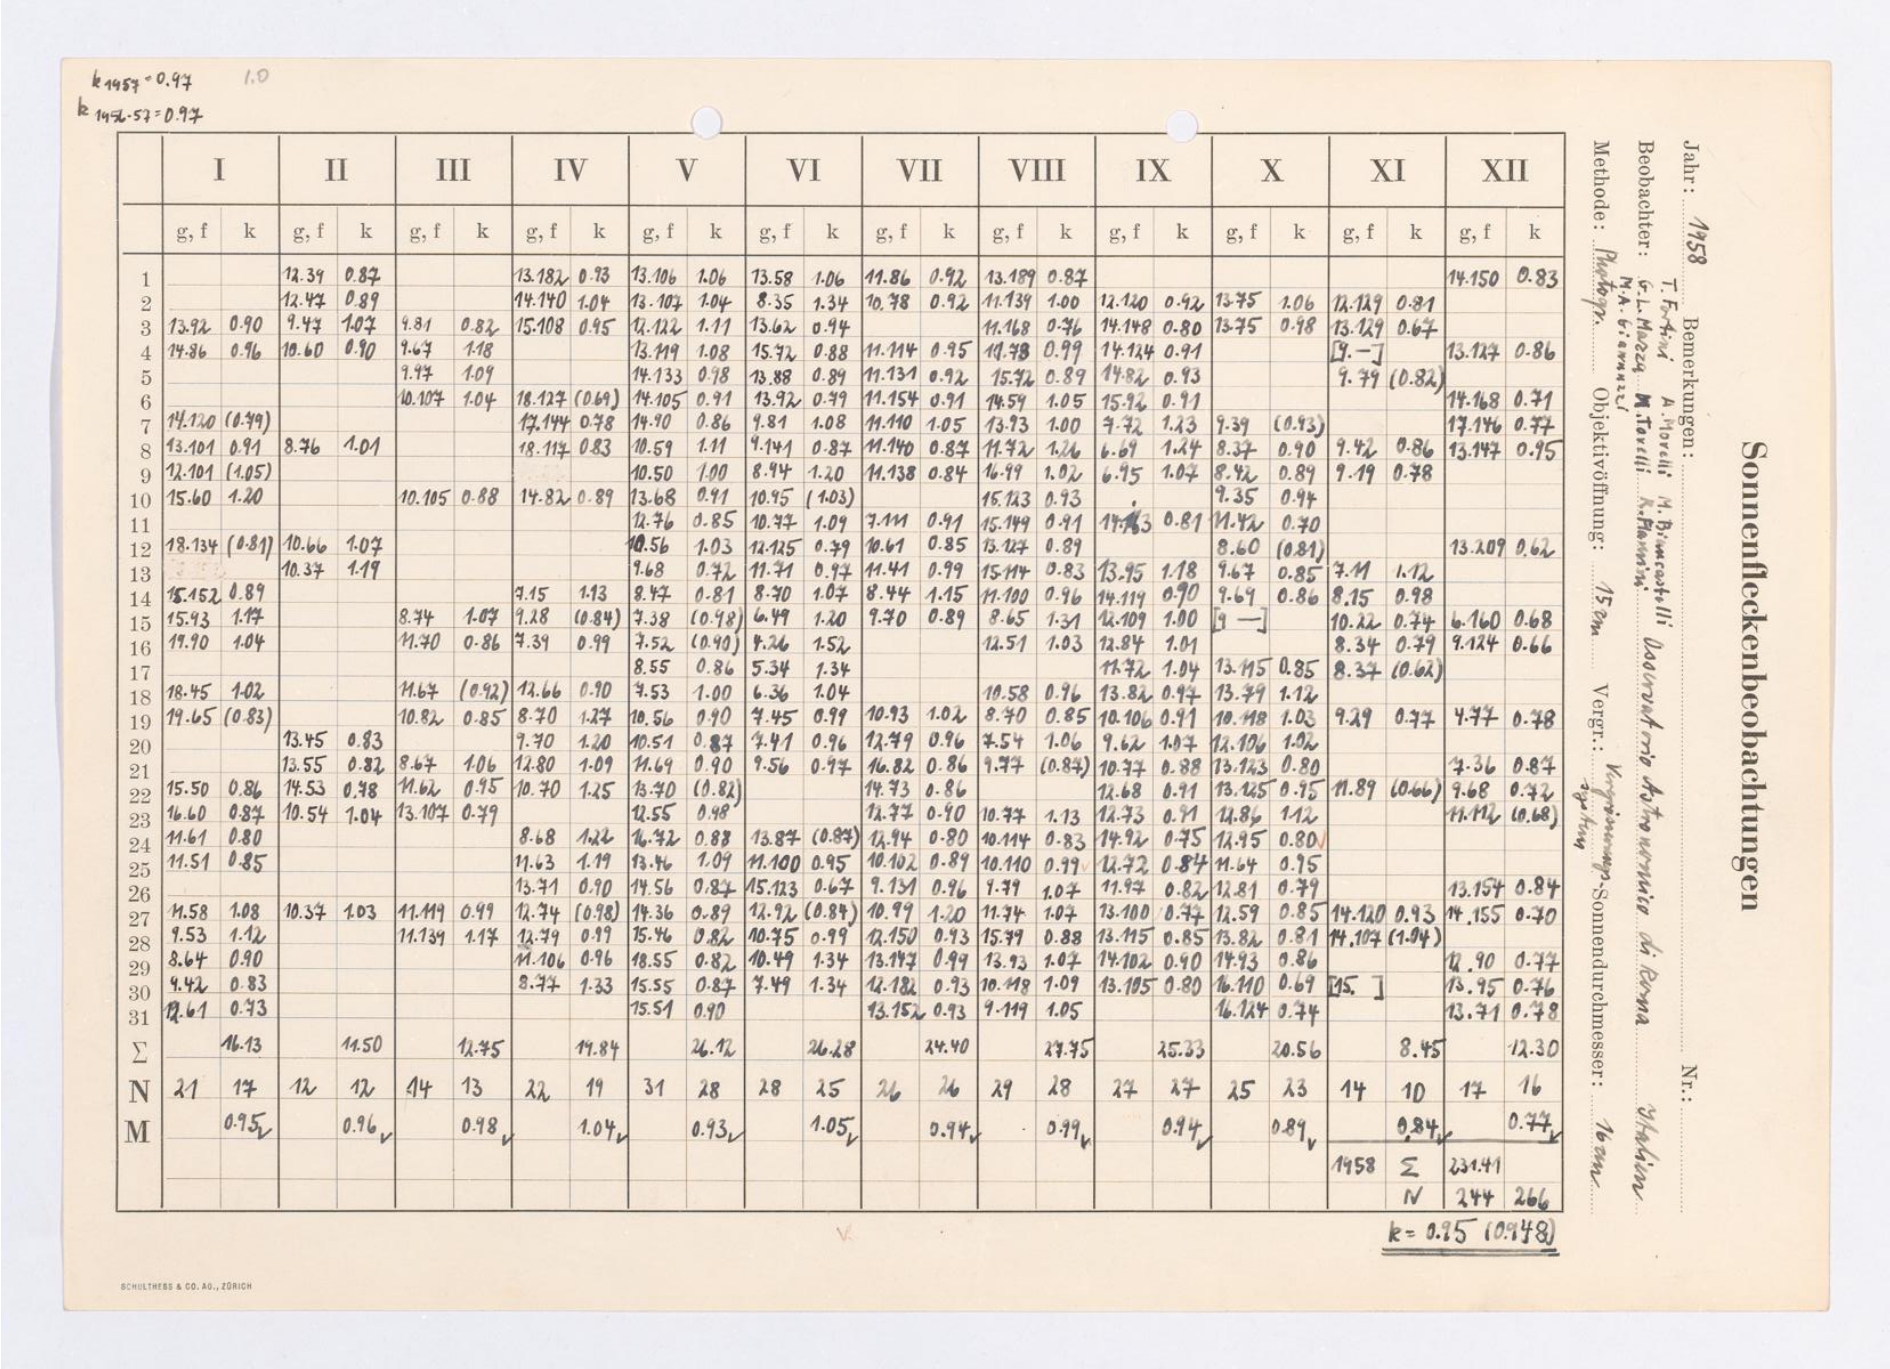 k 1957 = 0.97 1.0
k 1956-57 = 0.97
I II III IV V VI VII VIII IX X XI XII
g, f k g, f k g, f k g, f k g, f k g, f k g, f k g, f k g, f k g, f k g, f k g, f k
1 12.39 0.87 13.182 0.93 13.106 1.06 13.58 1.06 11.86 0.92 13.189 0.87 14.150 0.83
2 12.47 0.89 14.140 1.04 13.107 1.04 8.35 1.34 10.78 0.92 11.139 1.00 12.120 0.92 13.75 1.06 12.129 0.81
3 13.92 0.90 9.47 1.07 9.81 0.82 15.108 0.95 12.122 1.11 13.62 0.94 11.168 0.76 14.148 0.80 13.75 0.98 13.129 0.67
4 14.86 0.96 10.60 0.90 9.67 1.18 13.119 1.08 15.72 0.88 11.114 0.95 0.99 14.124 0.91 [9. —] 13.127 0.86
5 9.97 1.09 14.133 0.98 13.88 0.89 11.131 0.92 15.72 0.89 14.82 0.93 9.79 (0.82)
6 10.107 1.04 18.127 (0.69) 14.105 0.91 13.92 0.79 11.154 0.91 14.59 1.05 15.92 0.91 14.168 0.71
7 14.120 (0.79) 17.144 0.78 14.90 0.86 9.81 1.08 14.110 1.05 13.93 1.00 7.72 1.23 9.39 (0.93) 17.146 0.77
8 13.101 0.91 8.76 1.01 18.117 0.83 10.59 1.11 9.141 0.87 11.140 0.87 11.72 1.26 6.69 1.24 8.37 0.90 9.42 0.86 13.147 0.95
9 12.101 (1.05) 10.50 1.00 8.94 1.20 11.138 0.84 16.99 1.02 6.95 1.07 8.42 0.89 9.19 0.78
10 15.60 1.20 10.105 0.88 14.82 0.89 13.68 0.91 10.95 (1.03) 15.123 0.93 9.35 0.94
11 12.76 0.85 10.77 1.09 7.111 0.91 15.149 0.91 0.81 11.42 0.70
12 18.134 (0.81) 10.66 1.07 10.56 1.03 12.125 0.79 10.61 0.85 13.127 0.89 8.60 (0.81) 13.209 0.62
13 10.37 1.19 9.68 0.72 11.71 0.97 11.41 0.99 15.114 0.83 13.95 1.18 9.67 0.85 7.11 1.12
14 15.152 0.89 7.15 1.13 8.47 0.81 8.70 1.07 8.44 1.15 11.100 0.96 14.119 0.90 9.69 0.86 8.15 0.98
15 15.93 1.17 8.74 1.07 9.28 (0.84) 7.38 (0.98) 6.49 1.20 9.70 0.89 8.65 1.31 12.109 1.00 [9 —] 10.22 0.74 6.160 0.68
16 19.90 1.04 11.70 0.86 7.39 0.99 7.52 (0.90) 4.26 1.52 12.51 1.03 12.84 1.01 8.34 0.79 9.124 0.66
17 8.55 0.86 5.34 1.34 11.72 1.04 13.115 0.85 8.37 (0.62)
18 18.45 1.02 11.67 (0.92) 12.66 0.90 7.53 1.00 6.36 1.04 10.58 0.96 13.82 0.97 13.79 1.12
19 19.65 (0.83) 10.82 0.85 8.70 1.27 10.56 0.90 7.45 0.99 10.93 1.02 8.70 0.85 10.106 0.91 10.118 1.03 9.29 0.77 4.77 0.78
20 13.45 0.83 9.70 1.20 10.51 0.87 7.41 0.96 12.79 0.96 7.54 1.06 9.62 1.07 12.106 1.02
21 13.55 0.82 8.67 1.06 12.80 1.09 11.69 0.90 9.56 0.97 16.82 0.86 9.77 (0.87) 10.77 0.88 13.123 0.80 7.36 0.87
22 15.50 0.86 14.53 0.78 11.62 0.95 10.70 1.25 13.70 (0.82) 14.73 0.86 12.68 0.91 13.125 0.95 11.89 (0.66) 9.68 0.72
23 16.60 0.87 10.54 1.04 13.107 0.79 12.55 0.98 12.77 0.90 10.77 1.13 12.73 0.91 12.86 1.12 11.112 (0.68)
24 11.61 0.80 8.68 1.22 16.72 0.88 13.87 (0.87) 12.94 0.80 10.114 0.83 14.92 0.75 12.95 0.80
25 11.51 0.85 11.63 1.19 13.46 1.09 11.100 0.95 10.102 0.89 10.110 0.99 12.72 0.84 11.64 0.95
26 13.71 0.90 14.56 0.87 15.123 0.67 9.131 0.96 9.79 1.07 11.97 0.82 12.81 0.79 13.154 0.84
27 11.58 1.08 10.37 1.03 11.119 0.99 12.74 (0.98) 14.36 0.89 12.92 (0.84) 10.99 1.20 11.74 1.07 13.100 0.77 12.59 0.85 14.120 0.93 14.155 0.70
28 9.53 1.12 11.139 1.17 12.79 0.99 15.46 0.82 10.75 0.99 12.150 0.93 15.79 0.88 13.115 0.85 13.82 0.81 14.107 (1.04)
29 8.64 0.90 11.106 0.96 18.55 0.82 10.49 1.34 13.147 0.99 13.93 1.07 14.102 0.90 14.93 0.86 12.90 0.77
30 9.42 0.83 8.77 1.33 15.55 0.87 7.49 1.34 12.182 0.93 10.118 1.09 13.105 0.80 16.110 0.69 [15. ] 13.95 0.76
31 12.61 0.73 15.51 0.90 13.152 0.93 9.119 1.05 16.124 0.74 13.71 0.78
Σ 16.13 11.50 12.75 19.84 26.12 26.28 24.40 27.75 25.33 20.56 8.45 12.30
N 21 17 12 12 14 13 22 19 31 28 28 25 26 26 29 28 27 27 25 23 14 10 17 16
M 0.95 0.96 0.98 1.04 0.93 1.05 0.94 0.99 0.94 0.89 0.84 0.77
1958 Σ 231.41
N 244 266
k = 0.95 (0.948)
SCHULTHESS & CO. AG., ZÜRICH
Sonnenfleckenbeobachtungen
Jahr: 1958 Bemerkungen: Nr.:
T. Fortini A. Morelli M. Biancastelli
Beobachter: G. L. Marza M. Torelli Osservatorio Astronomico di Roma Italien
M. A. Giannuzzi
Methode: Photogr. Objektivöffnung: 15 cm Vergr.: Sonnendurchmesser: 16 cm